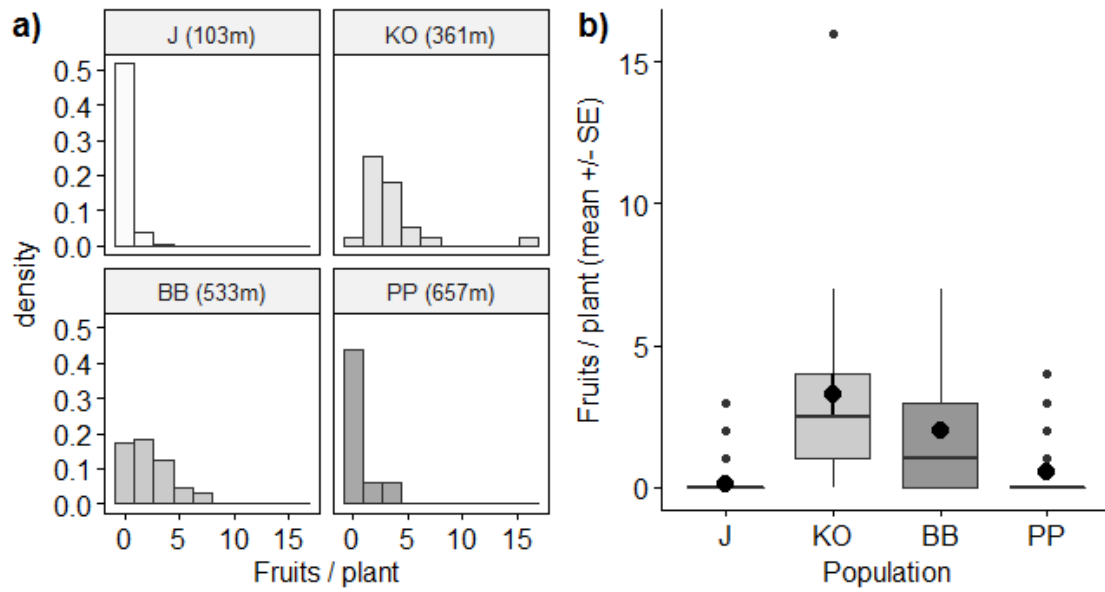 a)
J (103m)
KO (361m)
0.5
0.4
0.3
0.2
0.1
0.0
BB (533m)
PP (657m)
0.5
0.4
0.3
0.2
0.1
0.0
density
0 5 10 15
0 5 10 15
Fruits / plant
b)
Fruits / plant (mean +/- SE)
15
10
5
0
J KO BB PP
Population